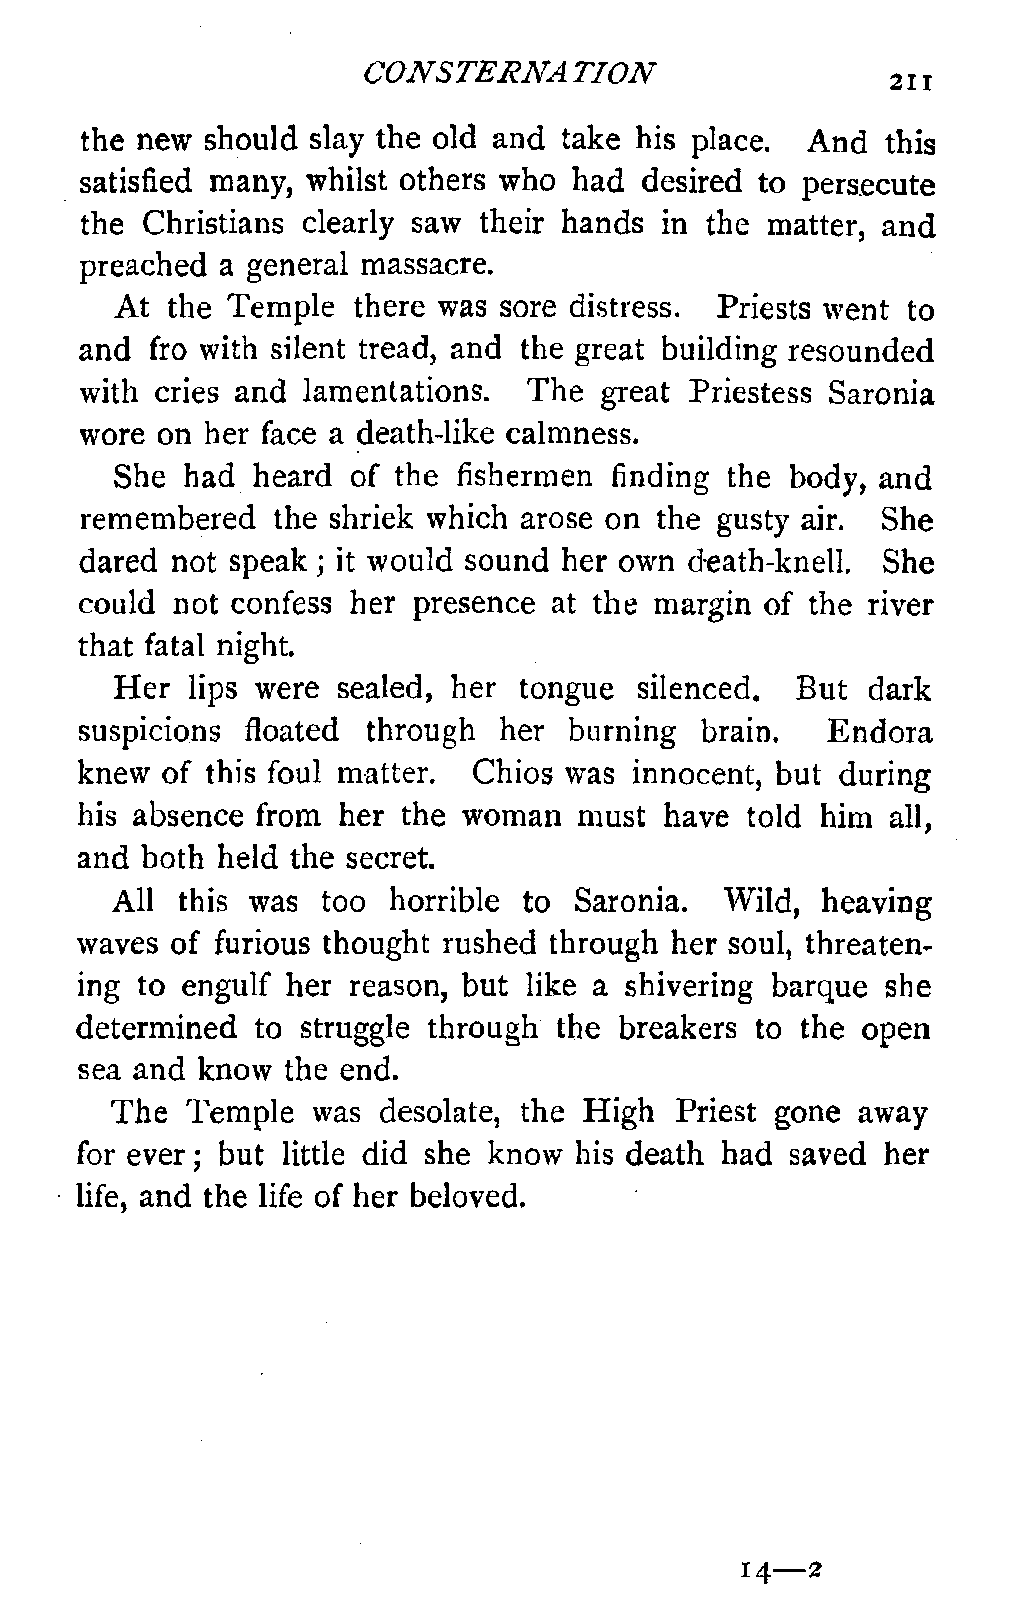 CONSTERNATION 211
the new should slay the old and take his place. And this
satisfied many, whilst others who had desired to persecute
the Christians clearly saw their hands in the matter, and
preached a general massacre.
At the Temple there was sore distress. Priests went to
and fro with silent tread, and the great building resounded
with cries and lamentations. The great Priestess Saronia
wore on her face a death-like calmness.
She had heard of the fishermen finding the body, and
remembered the shriek which arose on the gusty air. She
dared not speak ; it would sound her own death-knell. She
could not confess her presence at the margin of the river
that fatal night.
Her lips were sealed, her tongue silenced. But dark
suspicions floated through her burning brain. Endora
knew of this foul matter. Chios was innocent, but during
his absence from her the woman must have told him all,
and both held the secret.
All this was too horrible to Saronia. Wild, heaving
waves of furious thought rushed through her soul, threaten-
ing to engulf her reason, but like a shivering barque she
determined to struggle through the breakers to the open
sea and know the end.
The Temple was desolate, the High Priest gone away
for ever ; but little did she know his death had saved her
life, and the life of her beloved.
14—2